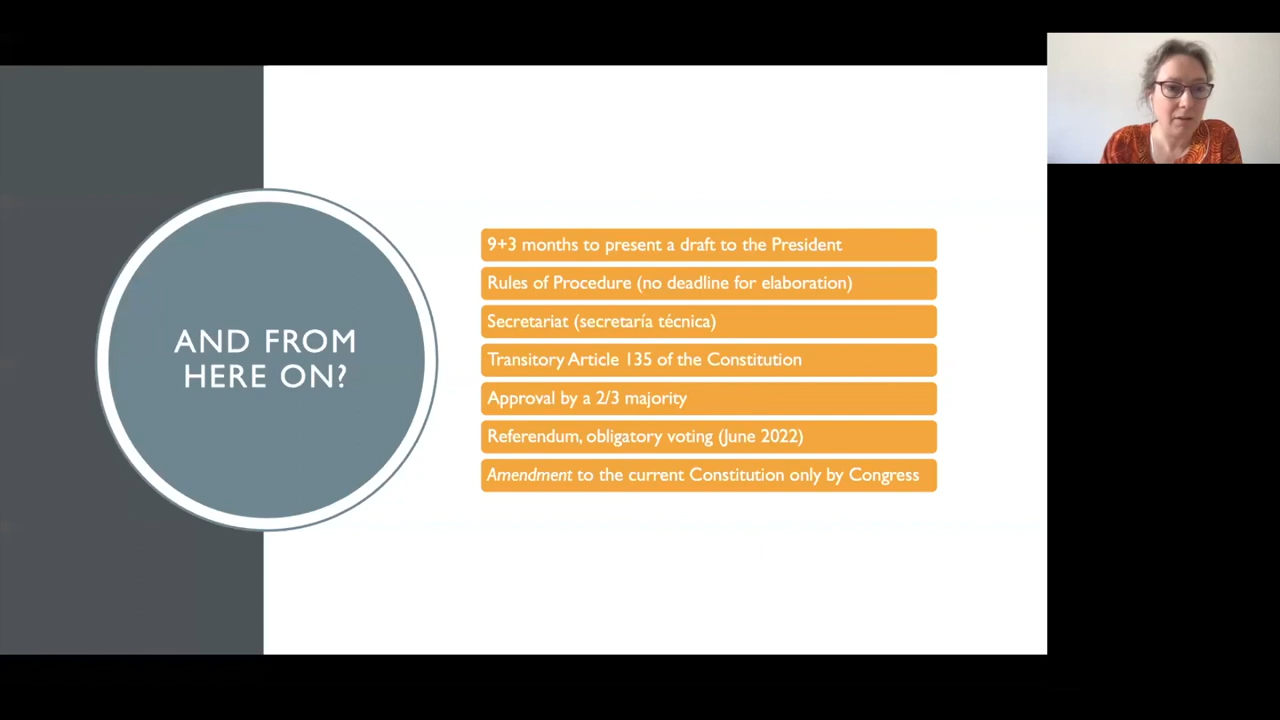 AND FROM
HERE ON?
9+3 months to present a draft to the President
Rules of Procedure (no deadline for elaboration)
Secretariat (secretaría técnica)
Transitory Article 135 of the Constitution
Approval by a 2/3 majority
Referendum, obligatory voting (June 2022)
Amendment to the current Constitution only by Congress